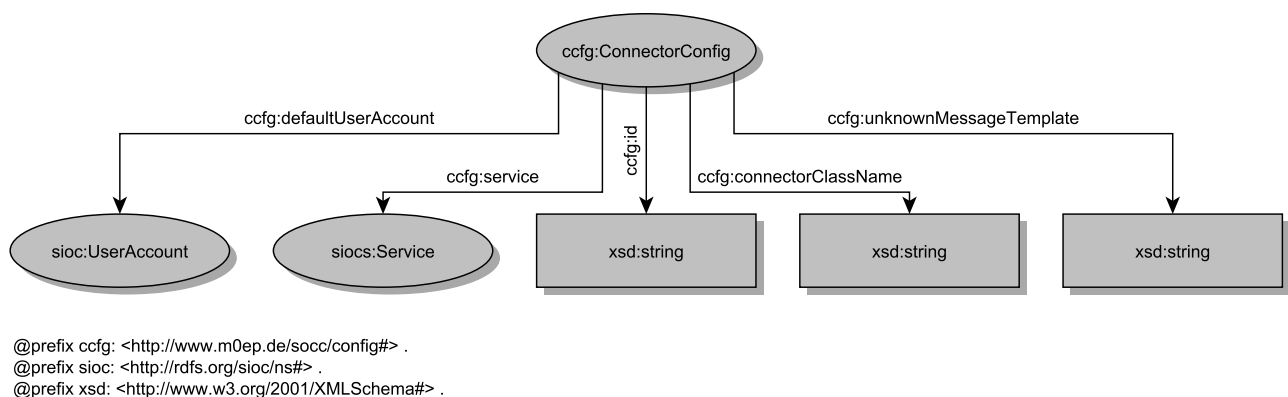 ccfg:ConnectorConfig
ccfg:defaultUserAccount
ccfg:unknownMessageTemplate
ccfg:id
ccfg:service
ccfg:connectorClassName
sioc:UserAccount
siocs:Service
xsd:string
xsd:string
xsd:string
@prefix ccfg: <http://www.m0ep.de/socc/config#> .
@prefix sioc: <http://rdfs.org/sioc/ns#> .
@prefix xsd: <http://www.w3.org/2001/XMLSchema#> .